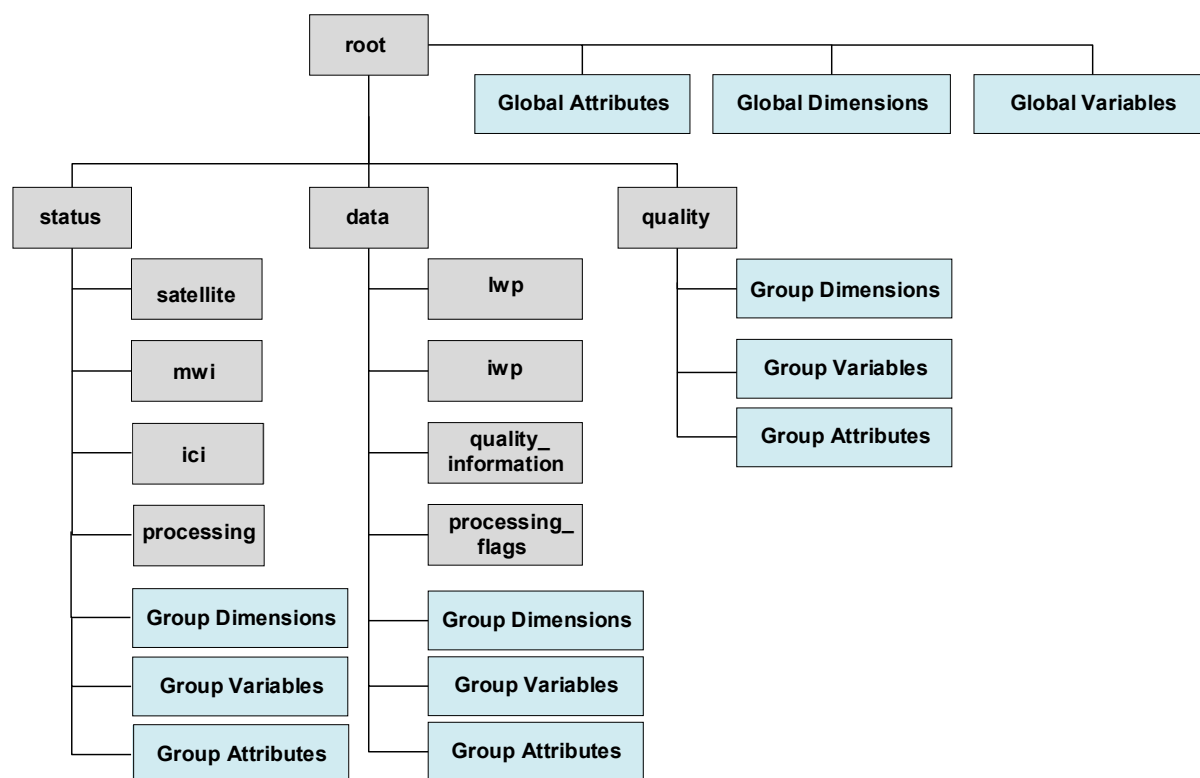 root
Global Attributes
Global Dimensions
Global Variables
status
data
quality
satellite
mwi
ici
processing
Group Dimensions
Group Variables
Group Attributes
lwp
iwp
quality_
information
processing_
flags
Group Dimensions
Group Variables
Group Attributes
Group Dimensions
Group Variables
Group Attributes